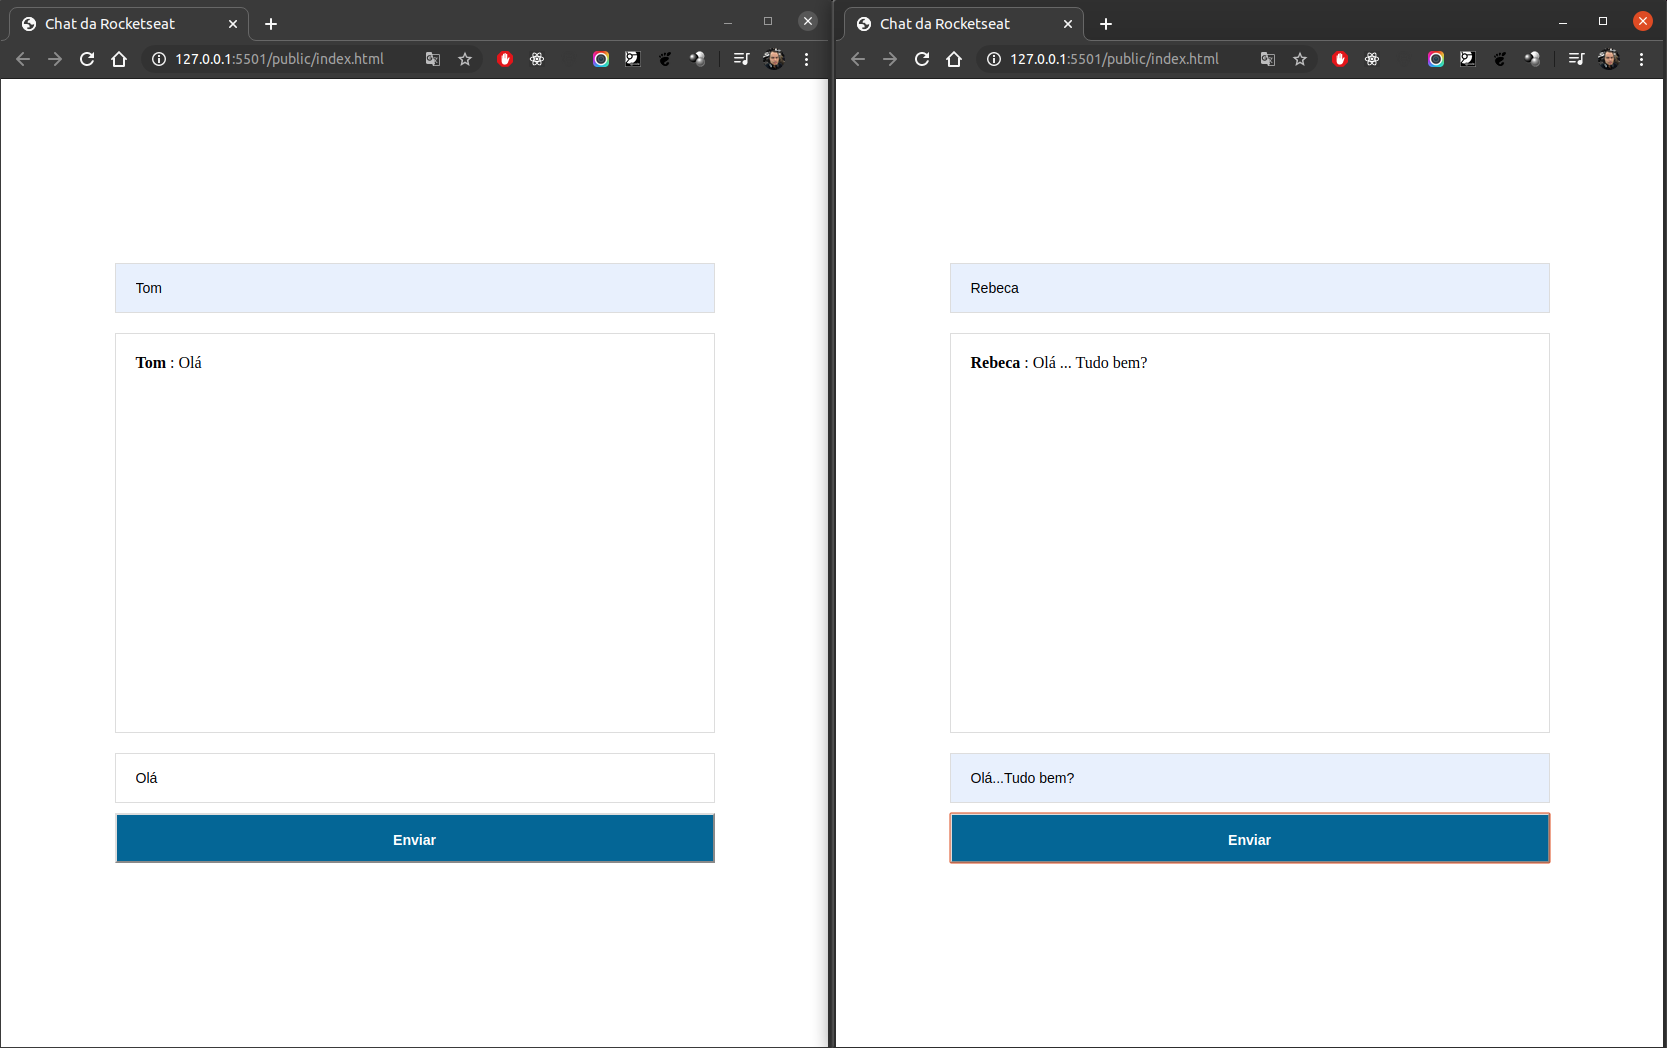 Chat da Rocketseat
127.0.0.1:5501/public/index.html
Tom
Tom : Olá
Olá
Enviar
Chat da Rocketseat
127.0.0.1:5501/public/index.html
Rebeca
Rebeca : Olá ... Tudo bem?
Olá...Tudo bem?
Enviar